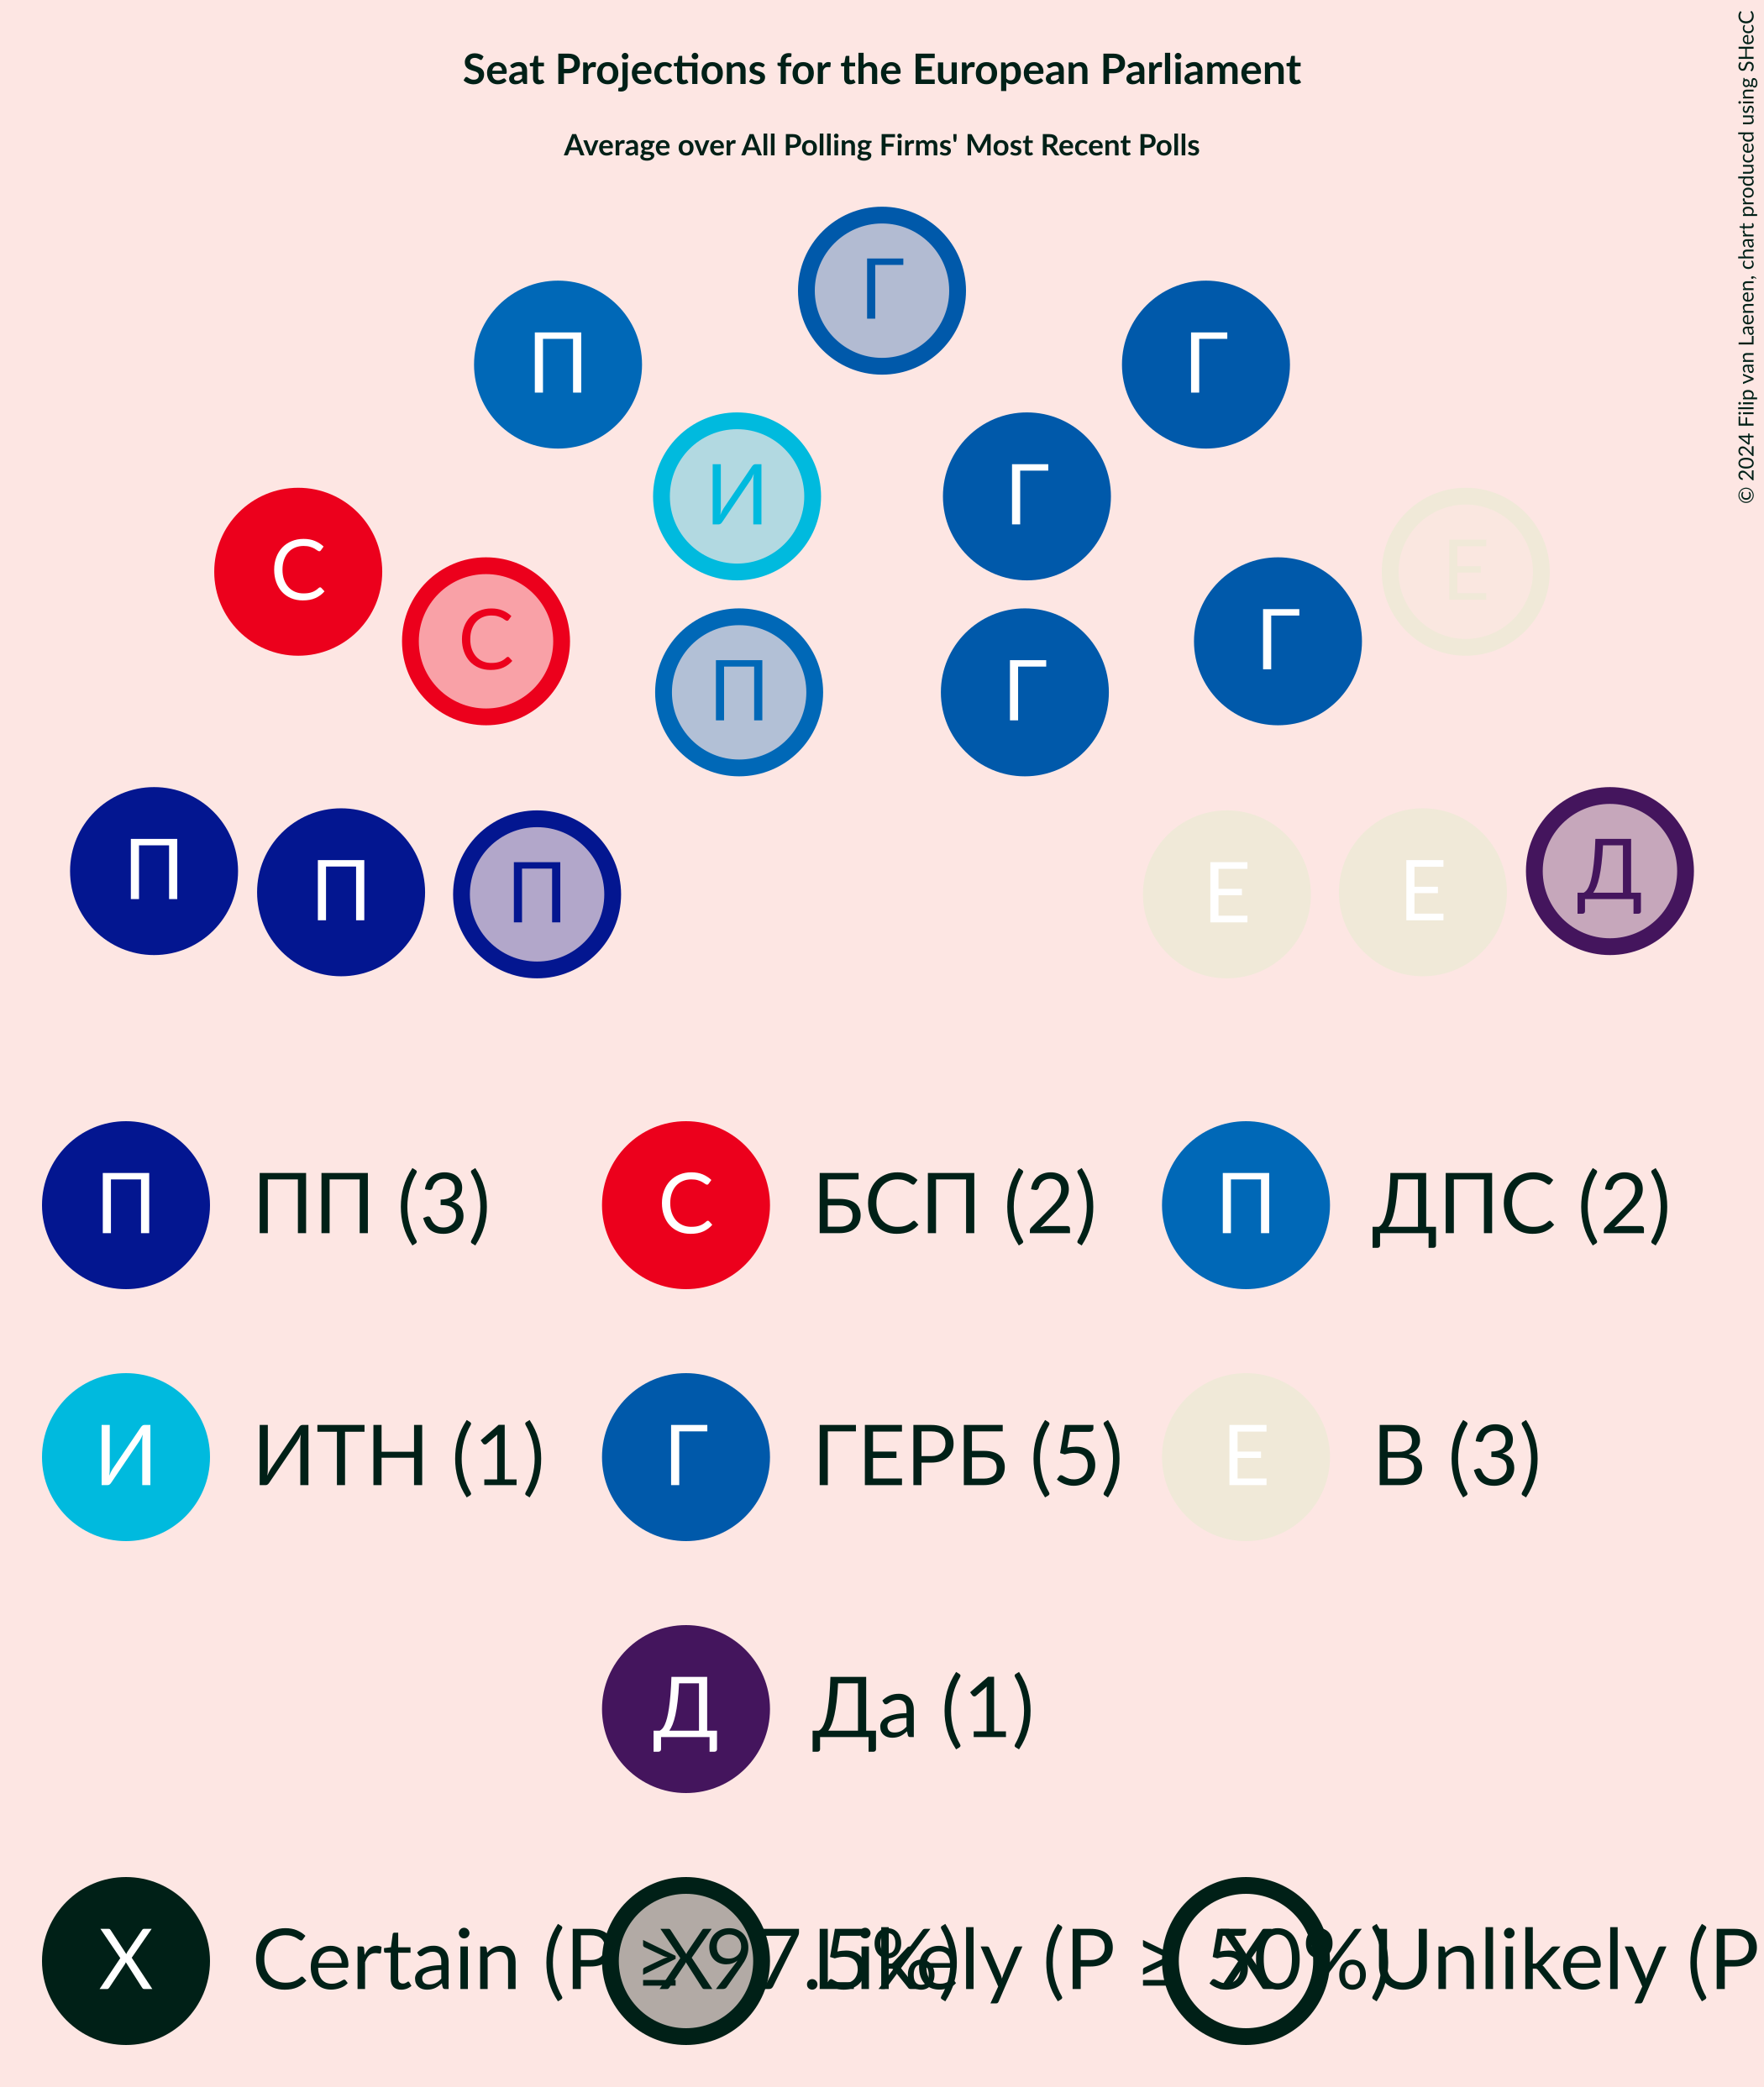 Seat Projections for the European Parliament
Average over All Polling Firms' Most Recent Polls
© 2024 Filip van Laenen, chart produced using SHecC
Г
П Г
И Г
С Е
С Г
П Г
П Д
П Е
П Е
П ПП (3) С БСП (2) П ДПС (2)
И ИТН (1) Г ГЕРБ (5) Е В (3)
Д Да (1)
X Certain (P ≥ 97.5%) X Likely (P ≥ 50%) X Unlikely (P